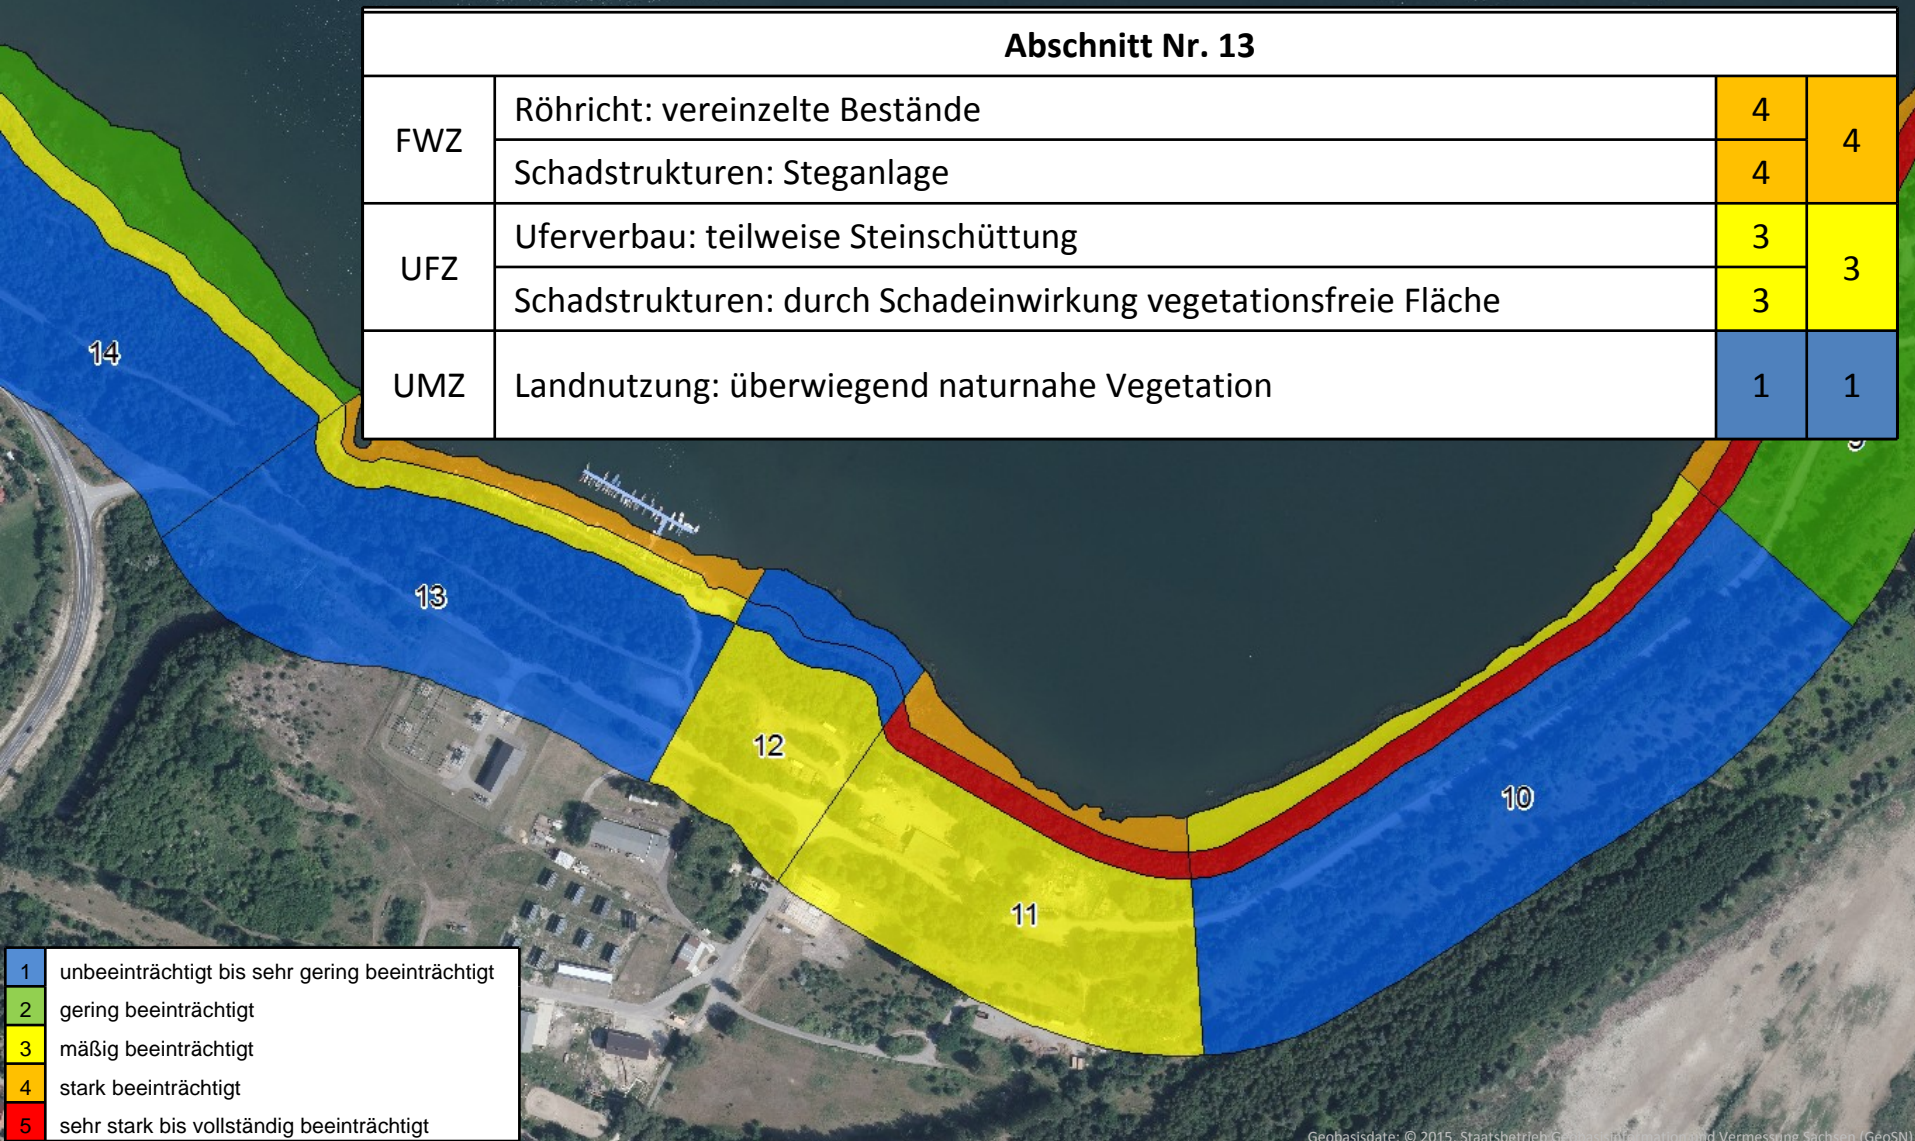 Abschnitt Nr. 13
FWZ
Röhricht: vereinzelte Bestände
4
4
Schadstrukturen: Steganlage
4
UFZ
Uferverbau: teilweise Steinschüttung
3
3
Schadstrukturen: durch Schadeinwirkung vegetationsfreie Fläche
3
UMZ
Landnutzung: überwiegend naturnahe Vegetation
1
1
14
13
12
11
10
9
1 unbeeinträchtigt bis sehr gering beeinträchtigt
2 gering beeinträchtigt
3 mäßig beeinträchtigt
4 stark beeinträchtigt
5 sehr stark bis vollständig beeinträchtigt
Geobasisdate: © 2015, Staatsbetrieb und Vermessung Sachsen (GeoSN)